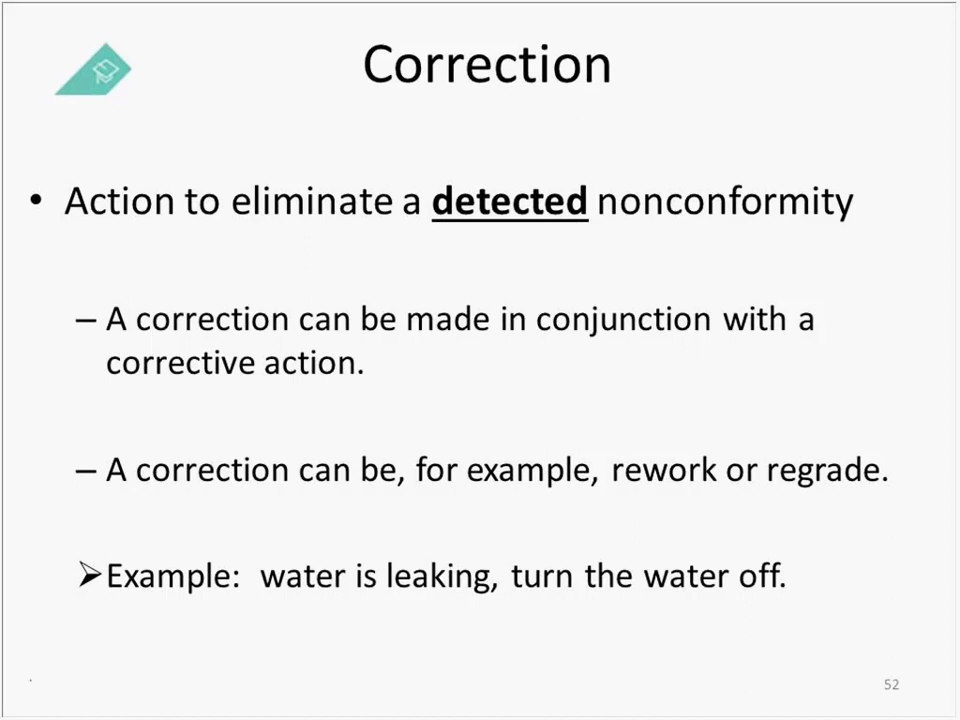 Correction
• Action to eliminate a detected nonconformity
– A correction can be made in conjunction with a
corrective action.
– A correction can be, for example, rework or regrade.
➢Example:  water is leaking, turn the water off.
.
52